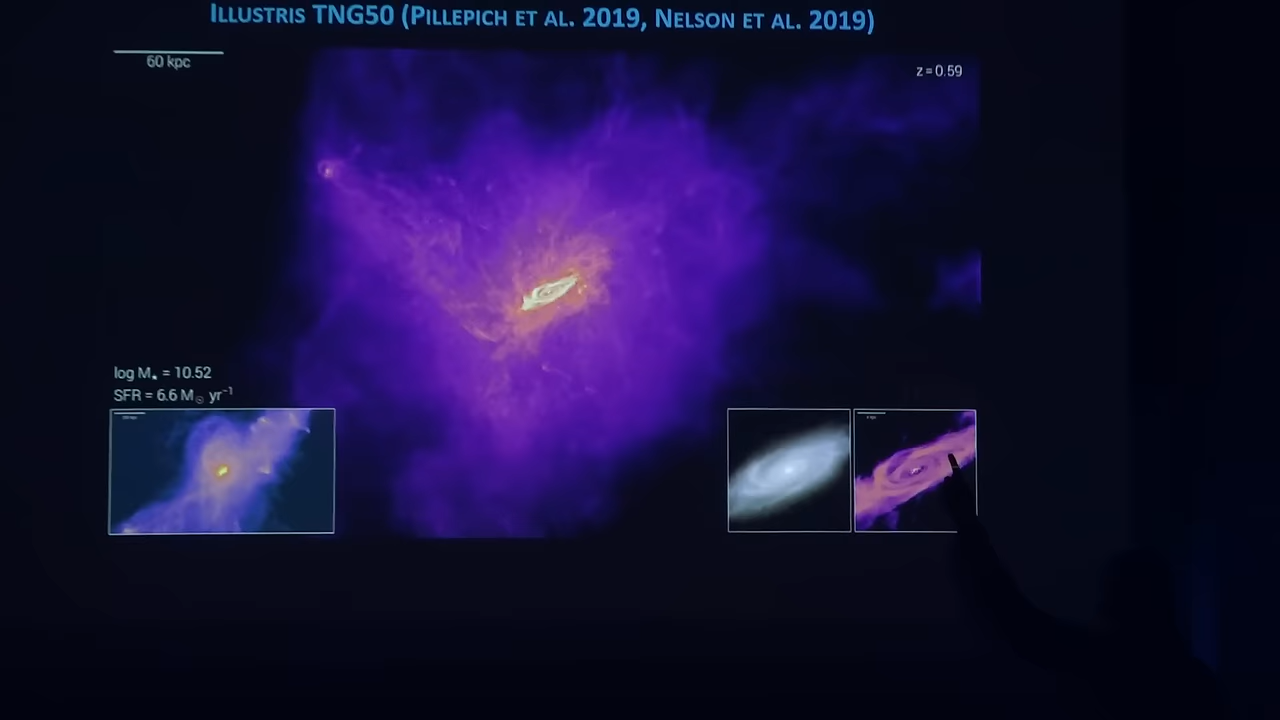 ILLUSTRIS TNG50 (PILLEPICH ET AL. 2019, NELSON ET AL. 2019)
60 kpc
z = 0.59
log M⋆ = 10.52
SFR = 6.6 M☉ yr⁻¹